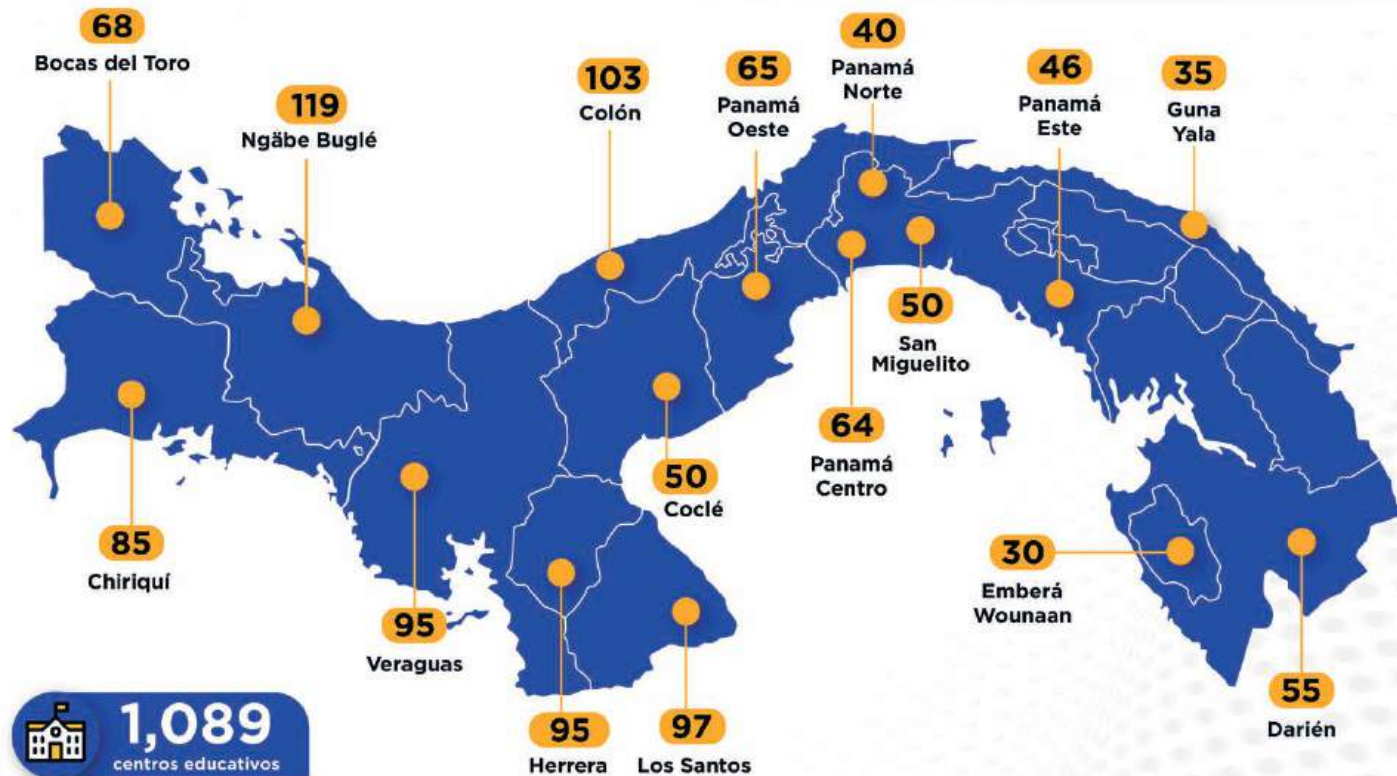 68
Bocas del Toro
119
Ngäbe Buglé
103
Colón
65
Panamá
Oeste
40
Panamá
Norte
46
Panamá
Este
35
Guna
Yala
85
Chiriquí
95
Veraguas
95
Herrera
97
Los Santos
50
Coclé
64
Panamá
Centro
50
San
Miguelito
30
Emberá
Wounaan
55
Darién
1,089
centros educativos